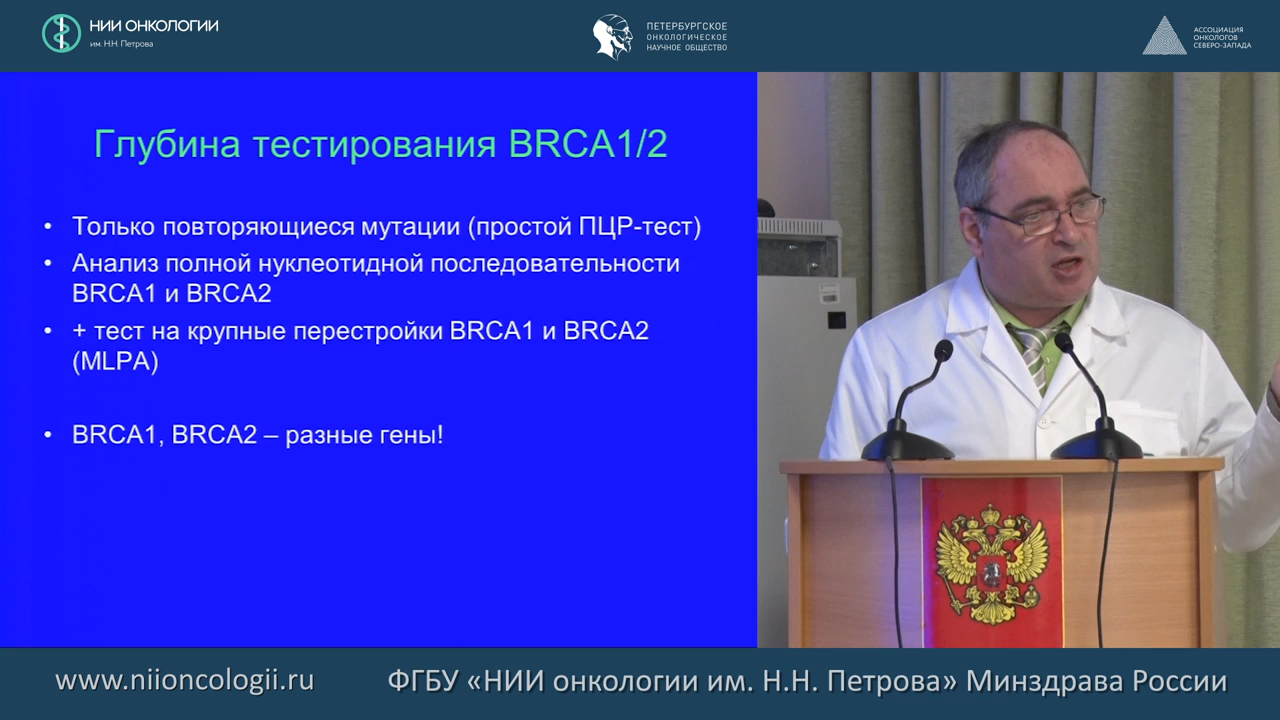 НИИ ОНКОЛОГИИ
им. Н.Н. Петрова
ПЕТЕРБУРГСКОЕ
ОНКОЛОГИЧЕСКОЕ
НАУЧНОЕ ОБЩЕСТВО
АССОЦИАЦИЯ
ОНКОЛОГОВ
СЕВЕРО-ЗАПАДА
Глубина тестирования BRCA1/2
• Только повторяющиеся мутации (простой ПЦР-тест)
• Анализ полной нуклеотидной последовательности
BRCA1 и BRCA2
• + тест на крупные перестройки BRCA1 и BRCA2
(MLPA)
• BRCA1, BRCA2 – разные гены!
www.niioncologii.ru
ФГБУ «НИИ онкологии им. Н.Н. Петрова» Минздрава России